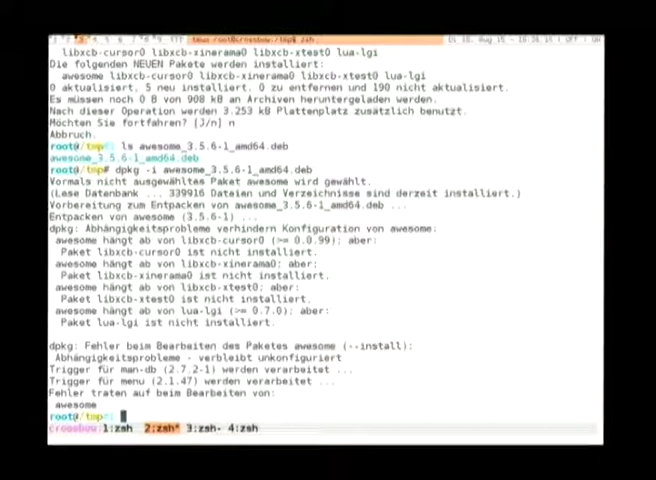 libxcb-cursor0 libxcb-xinerama0 libxcb-xtest0 lua-lgi
Die folgenden NEUEN Pakete werden installiert:
awesome libxcb-cursor0 libxcb-xinerama0 libxcb-xtest0 lua-lgi
0 aktualisiert, 5 neu installiert, 0 zu entfernen und 190 nicht aktualisiert.
Es müssen noch 0 B von 908 kB an Archiven heruntergeladen werden.
Nach dieser Operation werden 3.253 kB Plattenplatz zusätzlich benutzt.
Möchten Sie fortfahren? [J/n] n
Abbruch.
root@/tmp# ls awesome_3.5.6-1_amd64.deb
awesome_3.5.6-1_amd64.deb
root@/tmp# dpkg -i awesome_3.5.6-1_amd64.deb
Vormals nicht ausgewähltes Paket awesome wird gewählt.
(Lese Datenbank ... 339916 Dateien und Verzeichnisse sind derzeit installiert.)
Vorbereitung zum Entpacken von awesome_3.5.6-1_amd64.deb ...
Entpacken von awesome (3.5.6-1) ...
dpkg: Abhängigkeitsprobleme verhindern Konfiguration von awesome:
awesome hängt ab von libxcb-cursor0 (>= 0.0.99); aber:
Paket libxcb-cursor0 ist nicht installiert.
awesome hängt ab von libxcb-xinerama0; aber:
Paket libxcb-xinerama0 ist nicht installiert.
awesome hängt ab von libxcb-xtest0; aber:
Paket libxcb-xtest0 ist nicht installiert.
awesome hängt ab von lua-lgi (>= 0.7.0); aber:
Paket lua-lgi ist nicht installiert.
dpkg: Fehler beim Bearbeiten des Paketes awesome (--install):
Abhängigkeitsprobleme - verbleibt unkonfiguriert
Trigger für man-db (2.7.2-1) werden verarbeitet ...
Trigger für menu (2.1.47) werden verarbeitet ...
Fehler traten auf beim Bearbeiten von:
awesome
root@/tmp#
crossbow: 1:zsh 2:zsh* 3:zsh- 4:zsh